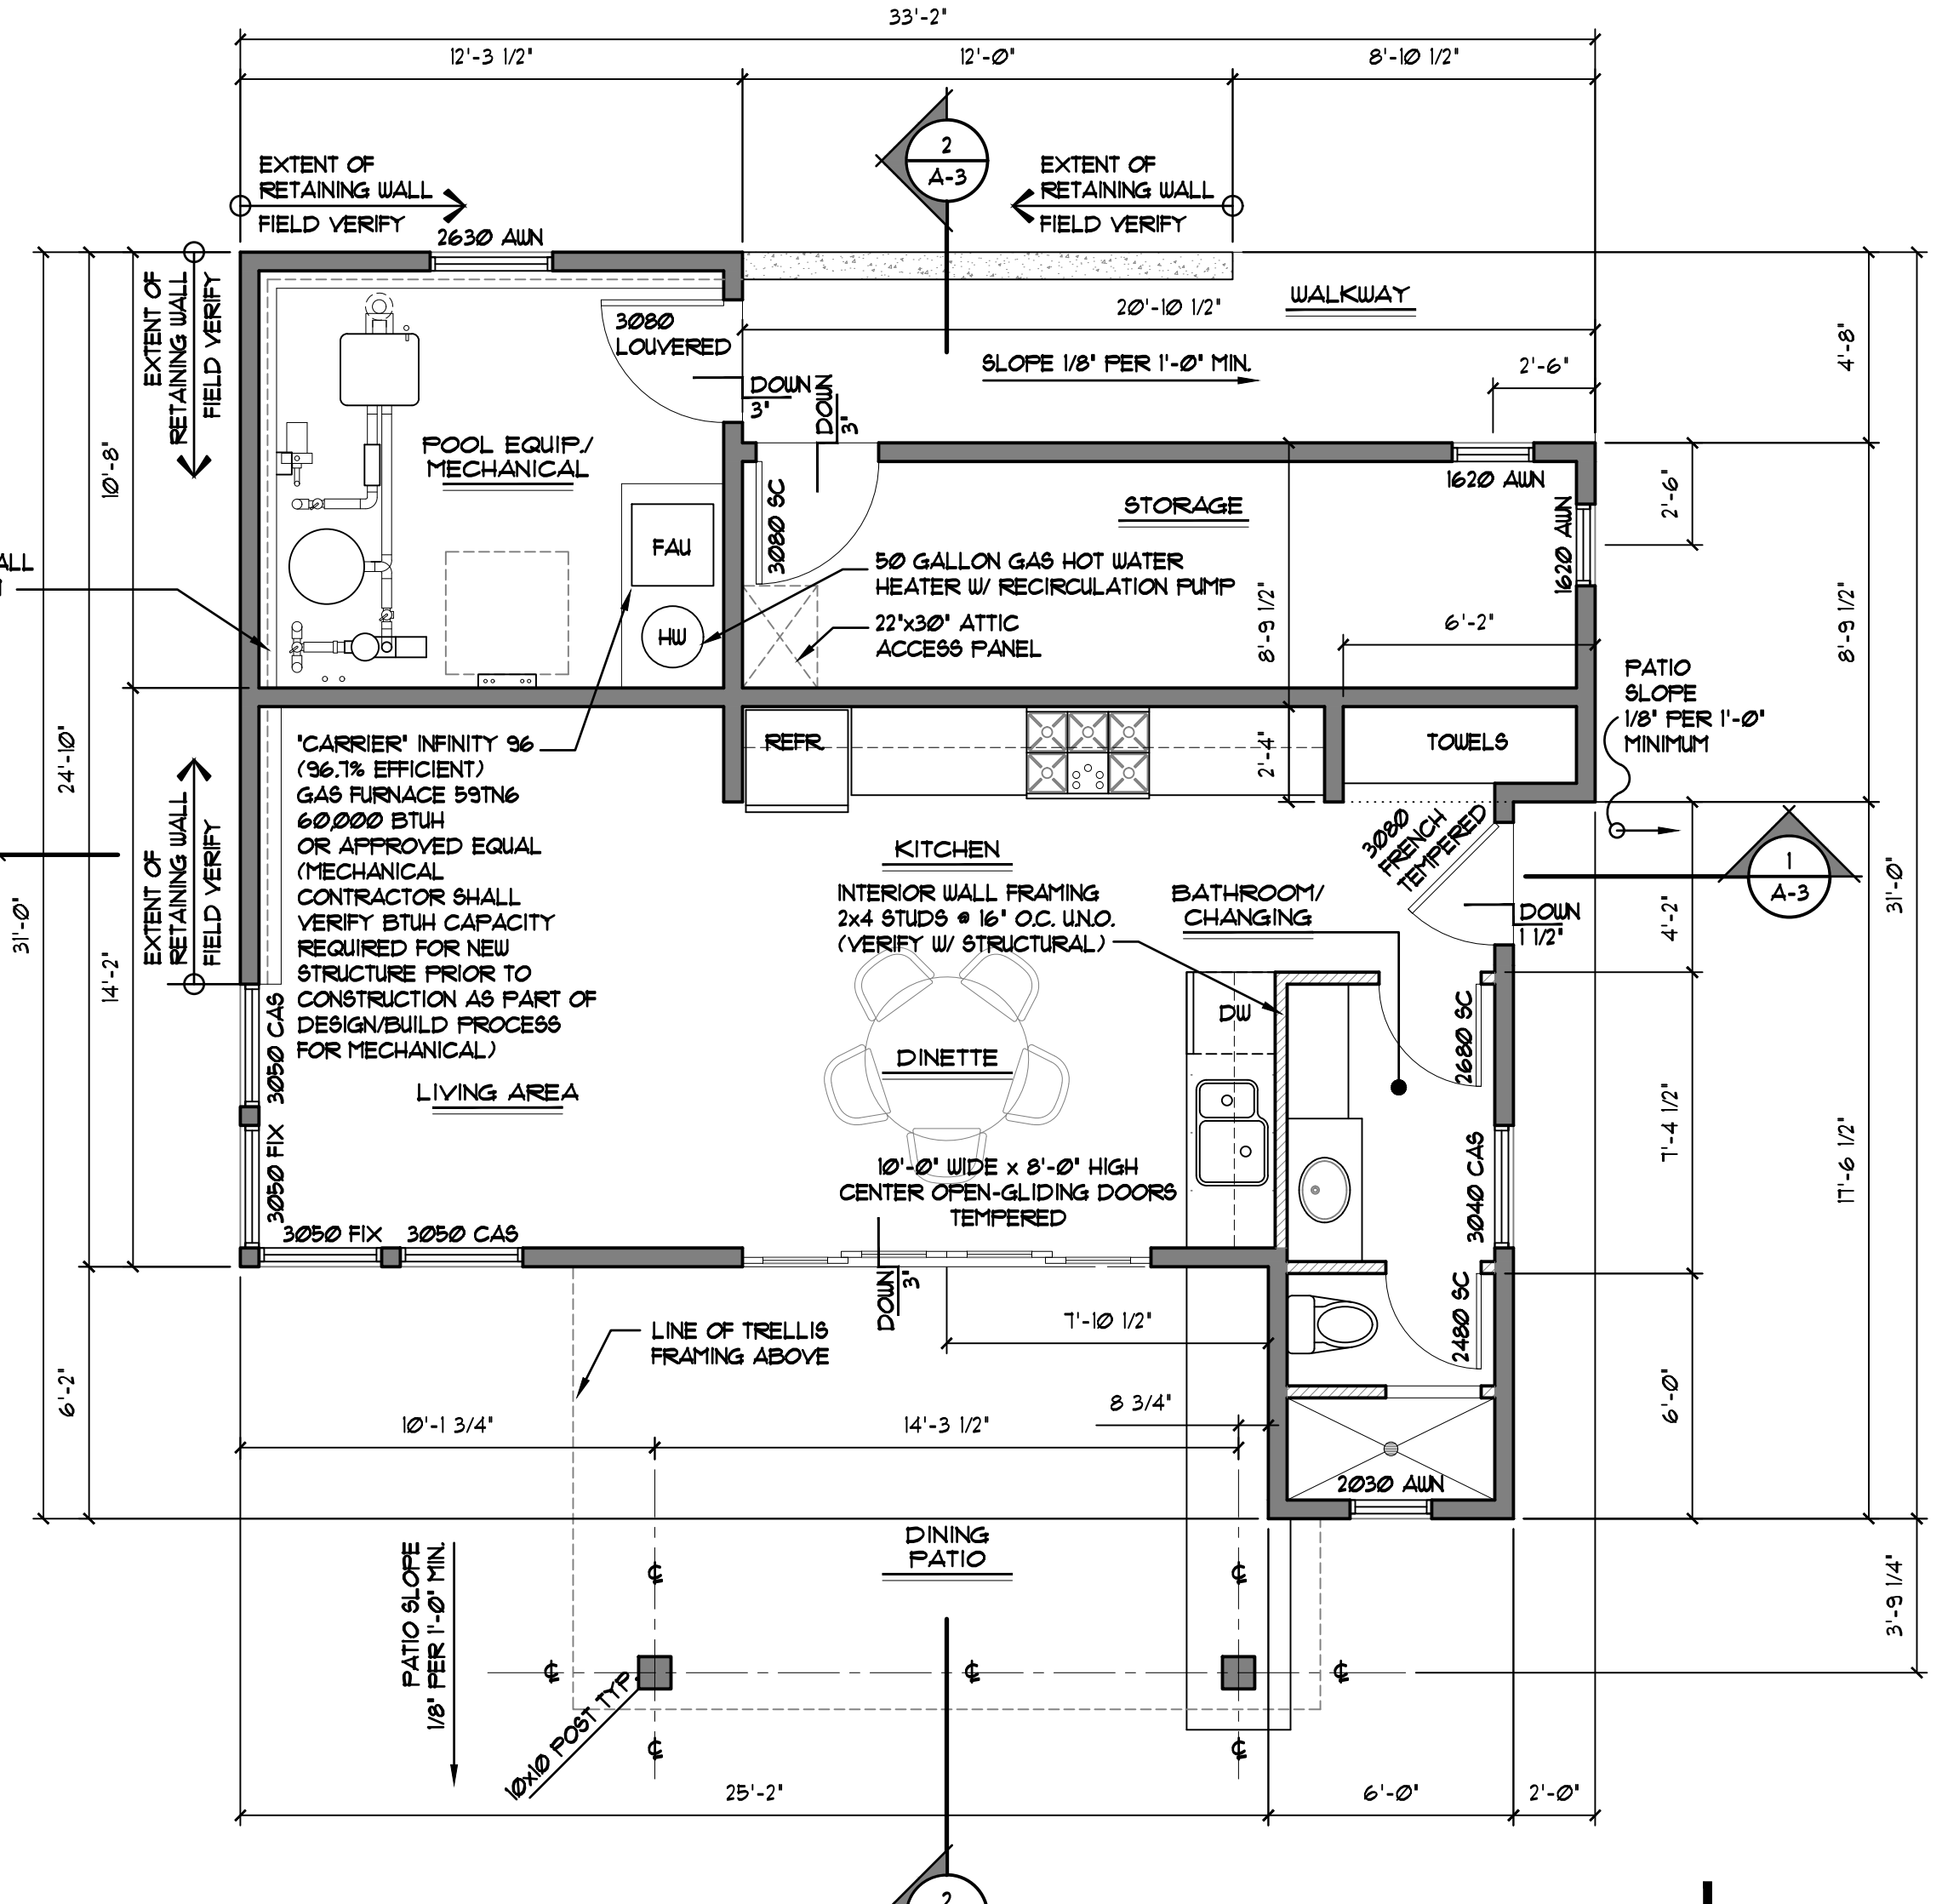 33'-2"
12'-3 1/2"
12'-0"
8'-10 1/2"
2
A-3
EXTENT OF
RETAINING WALL
FIELD VERIFY
EXTENT OF
RETAINING WALL
FIELD VERIFY
2630 AWN
EXTENT OF
RETAINING WALL
FIELD VERIFY
3080
LOUVERED
20'-10 1/2"
WALKWAY
SLOPE 1/8" PER 1'-0" MIN.
2'-6"
4'-8"
DOWN
3"
DOWN
3"
POOL EQUIP./
MECHANICAL
10'-8"
1620 AWN
2'-6"
STORAGE
3080 SC
1620 AWN
FAU
50 GALLON GAS HOT WATER
HEATER W/ RECIRCULATION PUMP
HW
22"x30" ATTIC
ACCESS PANEL
8'-9 1/2"
6'-2"
8'-9 1/2"
ALL
PATIO
SLOPE
1/8" PER 1'-0"
MINIMUM
24'-10"
"CARRIER" INFINITY 96
(96.7% EFFICIENT)
GAS FURNACE 59TN6
60,000 BTUH
OR APPROVED EQUAL
(MECHANICAL
CONTRACTOR SHALL
VERIFY BTUH CAPACITY
REQUIRED FOR NEW
STRUCTURE PRIOR TO
CONSTRUCTION AS PART OF
DESIGN/BUILD PROCESS
FOR MECHANICAL)
REFR.
2'-4"
TOWELS
EXTENT OF
RETAINING WALL
FIELD VERIFY
31'-0"
14'-2"
KITCHEN
3080
FRENCH
TEMPERED
1
A-3
31'-0"
INTERIOR WALL FRAMING
2x4 STUDS @ 16" O.C. U.N.O.
(VERIFY W/ STRUCTURAL)
BATHROOM/
CHANGING
DOWN
1 1/2"
4'-2"
3050 CAS
DW
2680 SC
DINETTE
LIVING AREA
3050 FIX
7'-4 1/2"
17'-6 1/2"
3040 CAS
10'-0" WIDE x 8'-0" HIGH
CENTER OPEN-GLIDING DOORS
TEMPERED
3050 FIX
3050 CAS
DOWN
3"
2480 SC
7'-10 1/2"
LINE OF TRELLIS
FRAMING ABOVE
6'-2"
6'-0"
8 3/4"
10'-1 3/4"
14'-3 1/2"
2030 AWN
DINING
PATIO
PATIO SLOPE
1/8" PER 1'-0" MIN.
3'-9 1/4"
10x10 POST TYP.
25'-2"
6'-0"
2'-0"
2